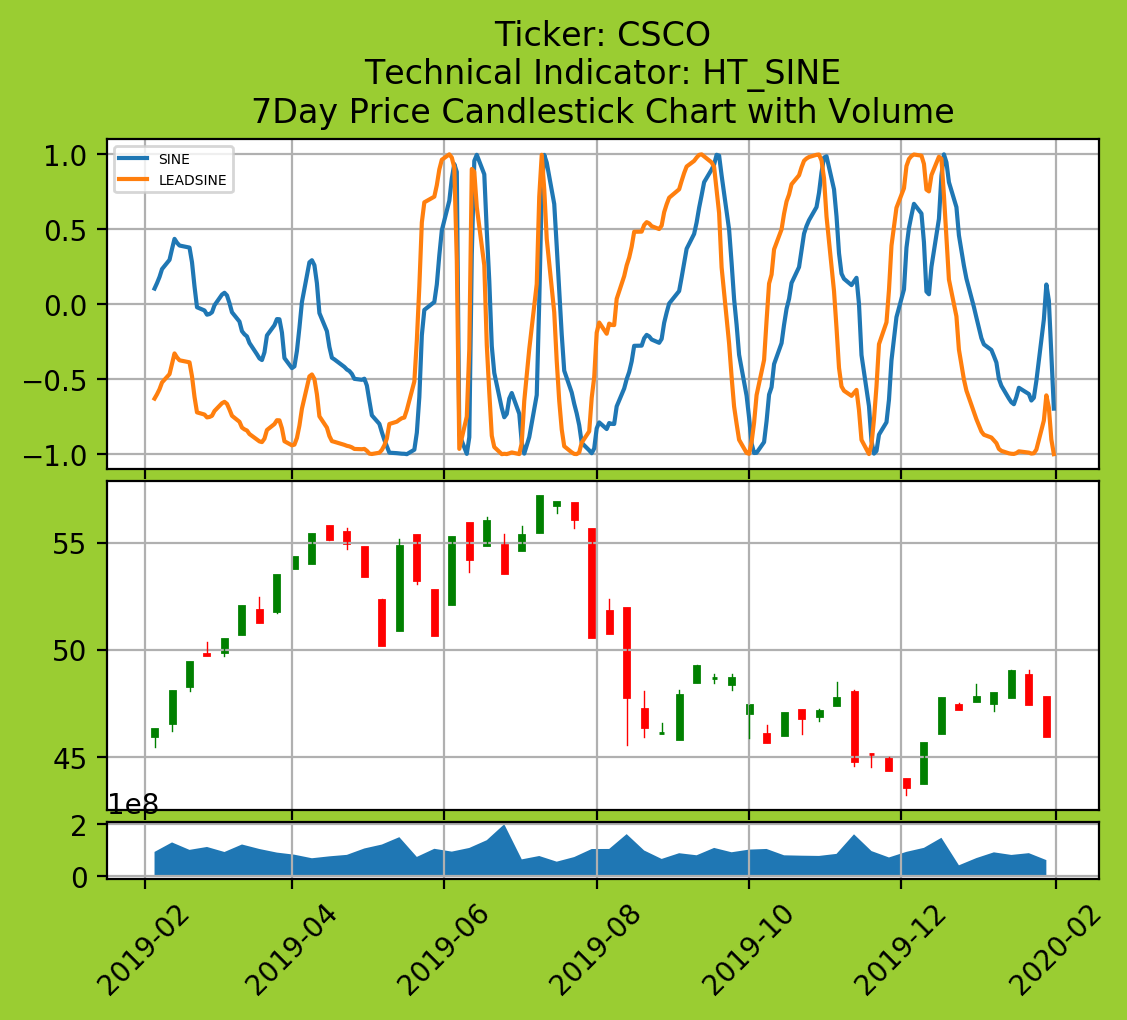 Ticker: CSCO
Technical Indicator: HT_SINE
7Day Price Candlestick Chart with Volume
1.0
0.5
0.0
−0.5
−1.0
SINE
LEADSINE
55
50
45
1e8
2
0
2019-02
2019-04
2019-06
2019-08
2019-10
2019-12
2020-02